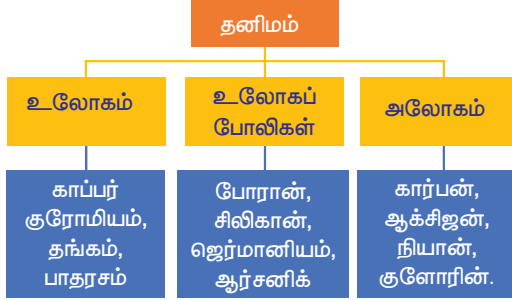 தனிமம்
உலோகம்
உலோகப்
போலிகள்
அலோகம்
காப்பர்
குரோமியம்,
தங்கம்,
பாதரசம்
போரான்,
சிலிகான்,
ஜெர்மானியம்,
ஆர்சனிக்
கார்பன்,
ஆக்சிஜன்,
நியான்,
குளோரின்.